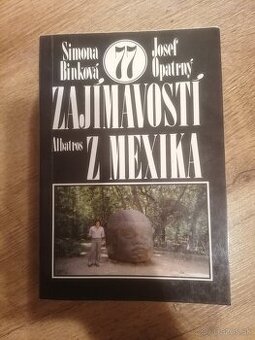 Simona Binková
77
Josef Opatrný
ZAJÍMAVOSTÍ
Albatros Z MEXIKA